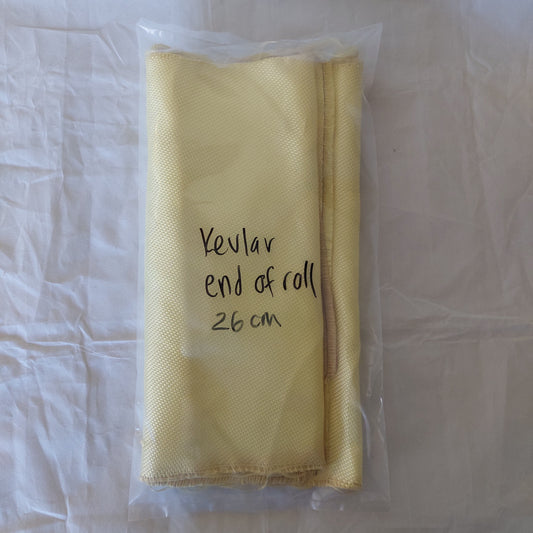 Kevlar
end of roll
26 cm